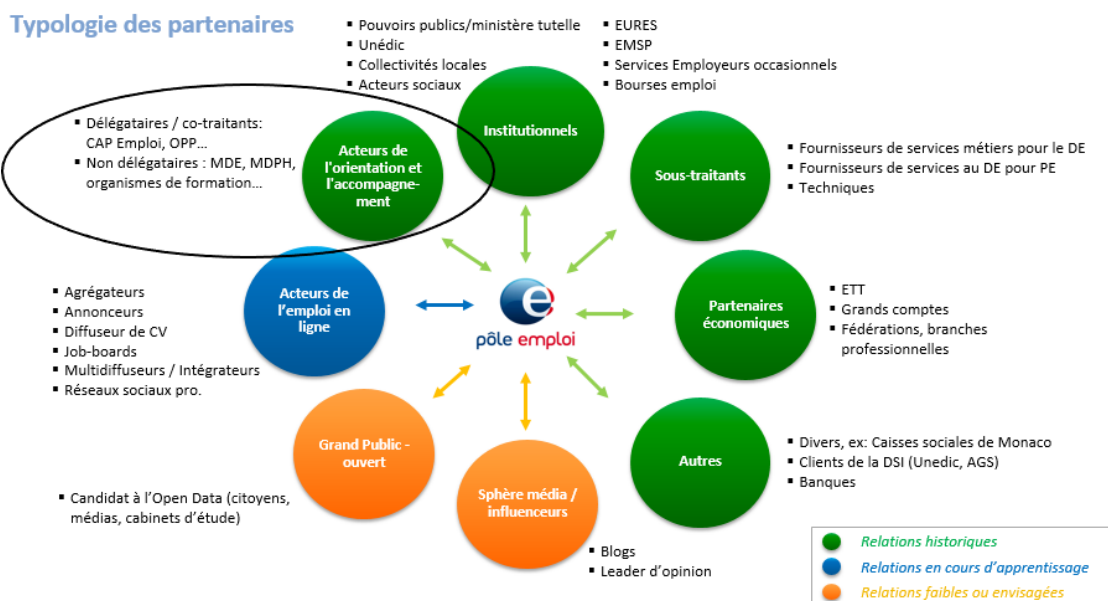 Typologie des partenaires
▪ Pouvoirs publics/ministère tutelle
▪ Unédic
▪ Collectivités locales
▪ Acteurs sociaux
▪ EURES
▪ EMSP
▪ Services Employeurs occasionnels
▪ Bourses emploi
Institutionnels
▪ Délégataires / co-traitants:
CAP Emploi, OPP...
▪ Non délégataires : MDE, MDPH,
organismes de formation...
Acteurs de
l'orientation et
l'accompagne-
ment
Sous-traitants
▪ Fournisseurs de services métiers pour le DE
▪ Fournisseurs de services au DE pour PE
▪ Techniques
▪ Agrégateurs
▪ Annonceurs
▪ Diffuseur de CV
▪ Job-boards
▪ Multidiffuseurs / Intégrateurs
▪ Réseaux sociaux pro.
Acteurs de
l'emploi en
ligne
e
pôle emploi
Partenaires
économiques
▪ ETT
▪ Grands comptes
▪ Fédérations, branches
professionnelles
Grand Public -
ouvert
▪ Candidat à l'Open Data (citoyens,
médias, cabinets d'étude)
Sphère média /
influenceurs
▪ Blogs
▪ Leader d'opinion
Autres
▪ Divers, ex: Caisses sociales de Monaco
▪ Clients de la DSI (Unedic, AGS)
▪ Banques
Relations historiques
Relations en cours d'apprentissage
Relations faibles ou envisagées